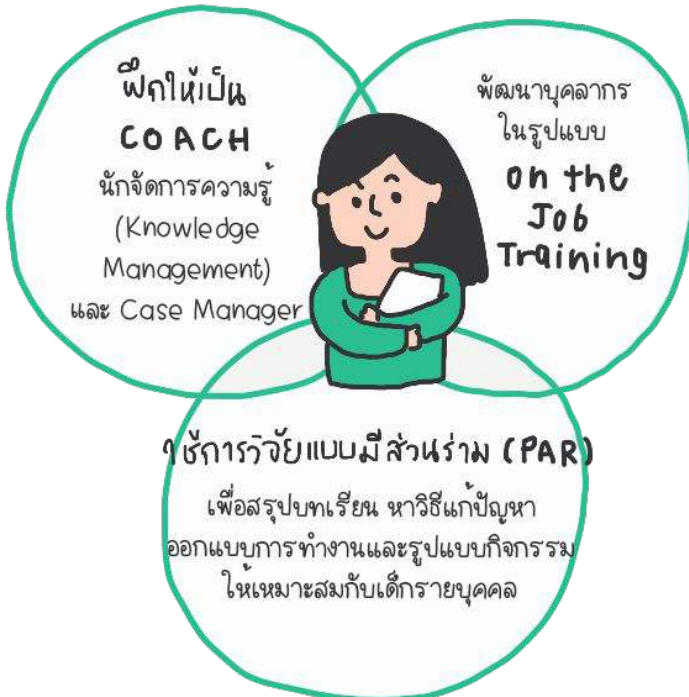 ฝึกให้เป็น
COACH
นักจัดการความรู้
(Knowledge
Management)
และ Case Manager
พัฒนาบุคลากร
ในรูปแบบ
on the
Job
Training
ใช้การวิจัยแบบมีส่วนร่วม (PAR)
เพื่อสรุปบทเรียน หาวิธีแก้ปัญหา
ออกแบบการทำงานและรูปแบบกิจกรรม
ให้เหมาะสมกับเด็กรายบุคคล